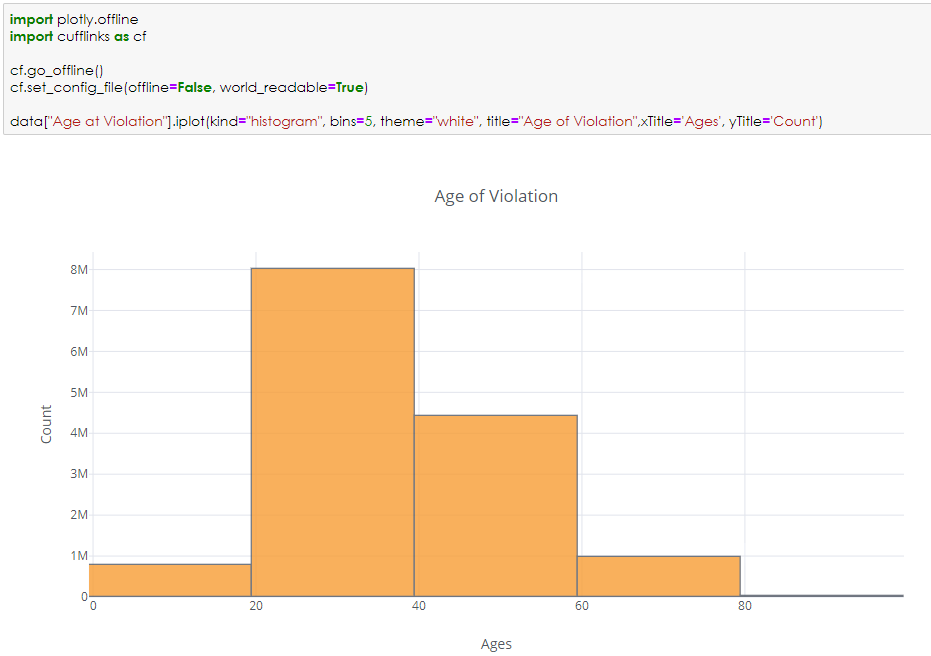 import plotly.offline
import cufflinks as cf
cf.go_offline()
cf.set_config_file(offline=False, world_readable=True)
data["Age at Violation"].iplot(kind="histogram", bins=5, theme="white", title="Age of Violation",xTitle='Ages', yTitle='Count')
Age of Violation
8M
7M
6M
5M
4M
3M
2M
1M
0
Count
0 20 40 60 80
Ages